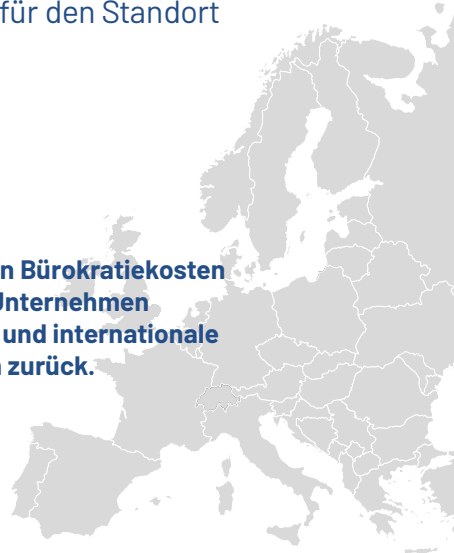 für den Standort
n Bürokratiekosten
Unternehmen
und internationale
zurück.